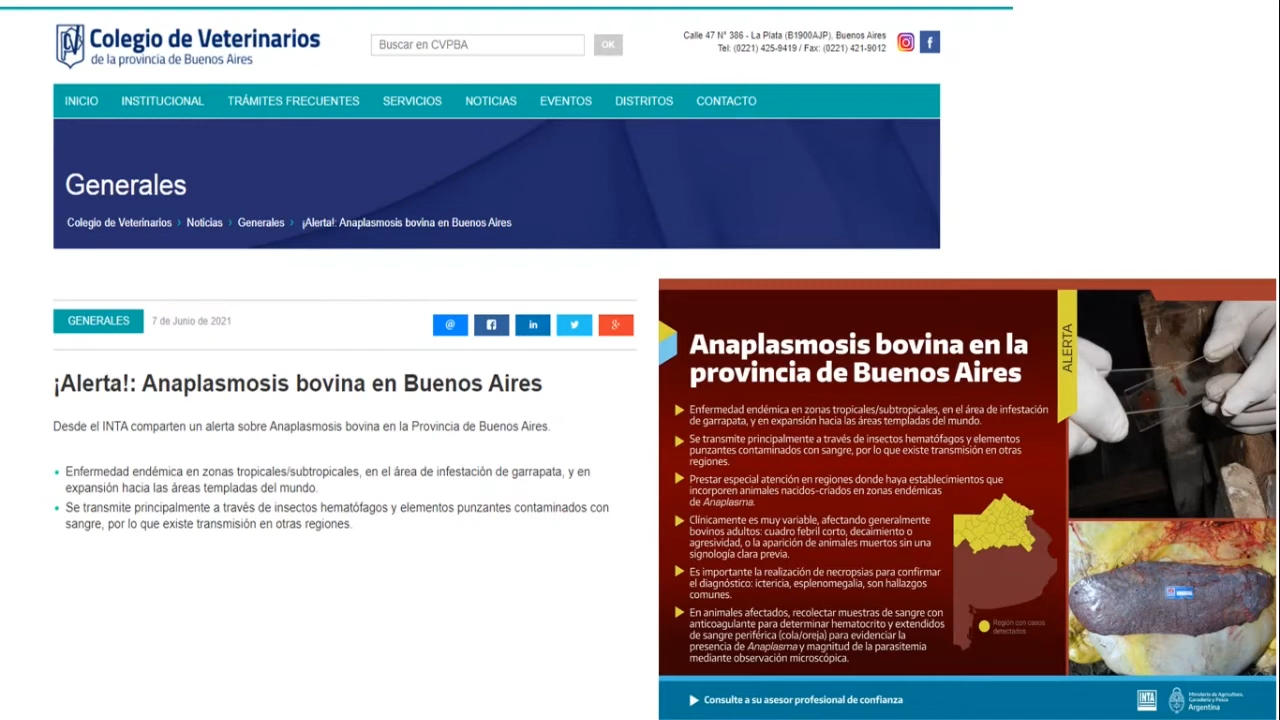 Colegio de Veterinarios
de la provincia de Buenos Aires
Buscar en CVPBA
OK
Calle 47 N° 386 - La Plata (B1900AJP), Buenos Aires
Tel: (0221) 425-9419 / Fax: (0221) 421-9012
INICIO INSTITUCIONAL TRÁMITES FRECUENTES SERVICIOS NOTICIAS EVENTOS DISTRITOS CONTACTO
Generales
Colegio de Veterinarios › Noticias › Generales › ¡Alerta!: Anaplasmosis bovina en Buenos Aires
GENERALES 7 de Junio de 2021
¡Alerta!: Anaplasmosis bovina en Buenos Aires
Desde el INTA comparten un alerta sobre Anaplasmosis bovina en la Provincia de Buenos Aires.
• Enfermedad endémica en zonas tropicales/subtropicales, en el área de infestación de garrapata, y en
expansión hacia las áreas templadas del mundo.
• Se transmite principalmente a través de insectos hematófagos y elementos punzantes contaminados con
sangre, por lo que existe transmisión en otras regiones.
ALERTA
Anaplasmosis bovina en la
provincia de Buenos Aires
Enfermedad endémica en zonas tropicales/subtropicales, en el área de infestación
de garrapata, y en expansión hacia las áreas templadas del mundo.
Se transmite principalmente a través de insectos hematófagos y elementos
punzantes contaminados con sangre, por lo que existe transmisión en otras
regiones.
Prestar especial atención en regiones donde haya establecimientos que
incorporen animales nacidos-criados en zonas endémicas
de Anaplasma.
Clínicamente es muy variable, afectando generalmente
bovinos adultos: cuadro febril corto, decaimiento o
agresividad, o la aparición de animales muertos sin una
signología clara previa.
Es importante la realización de necropsias para confirmar
el diagnóstico: ictericia, esplenomegalia, son hallazgos
comunes.
En animales afectados, recolectar muestras de sangre con
anticoagulante para determinar hematocrito y extendidos
de sangre periférica (cola/oreja) para evidenciar la
presencia de Anaplasma y magnitud de la parasitemia
mediante observación microscópica.
Región con casos
detectados
Consulte a su asesor profesional de confianza
INTA
Ministerio de Agricultura,
Ganadería y Pesca
Argentina